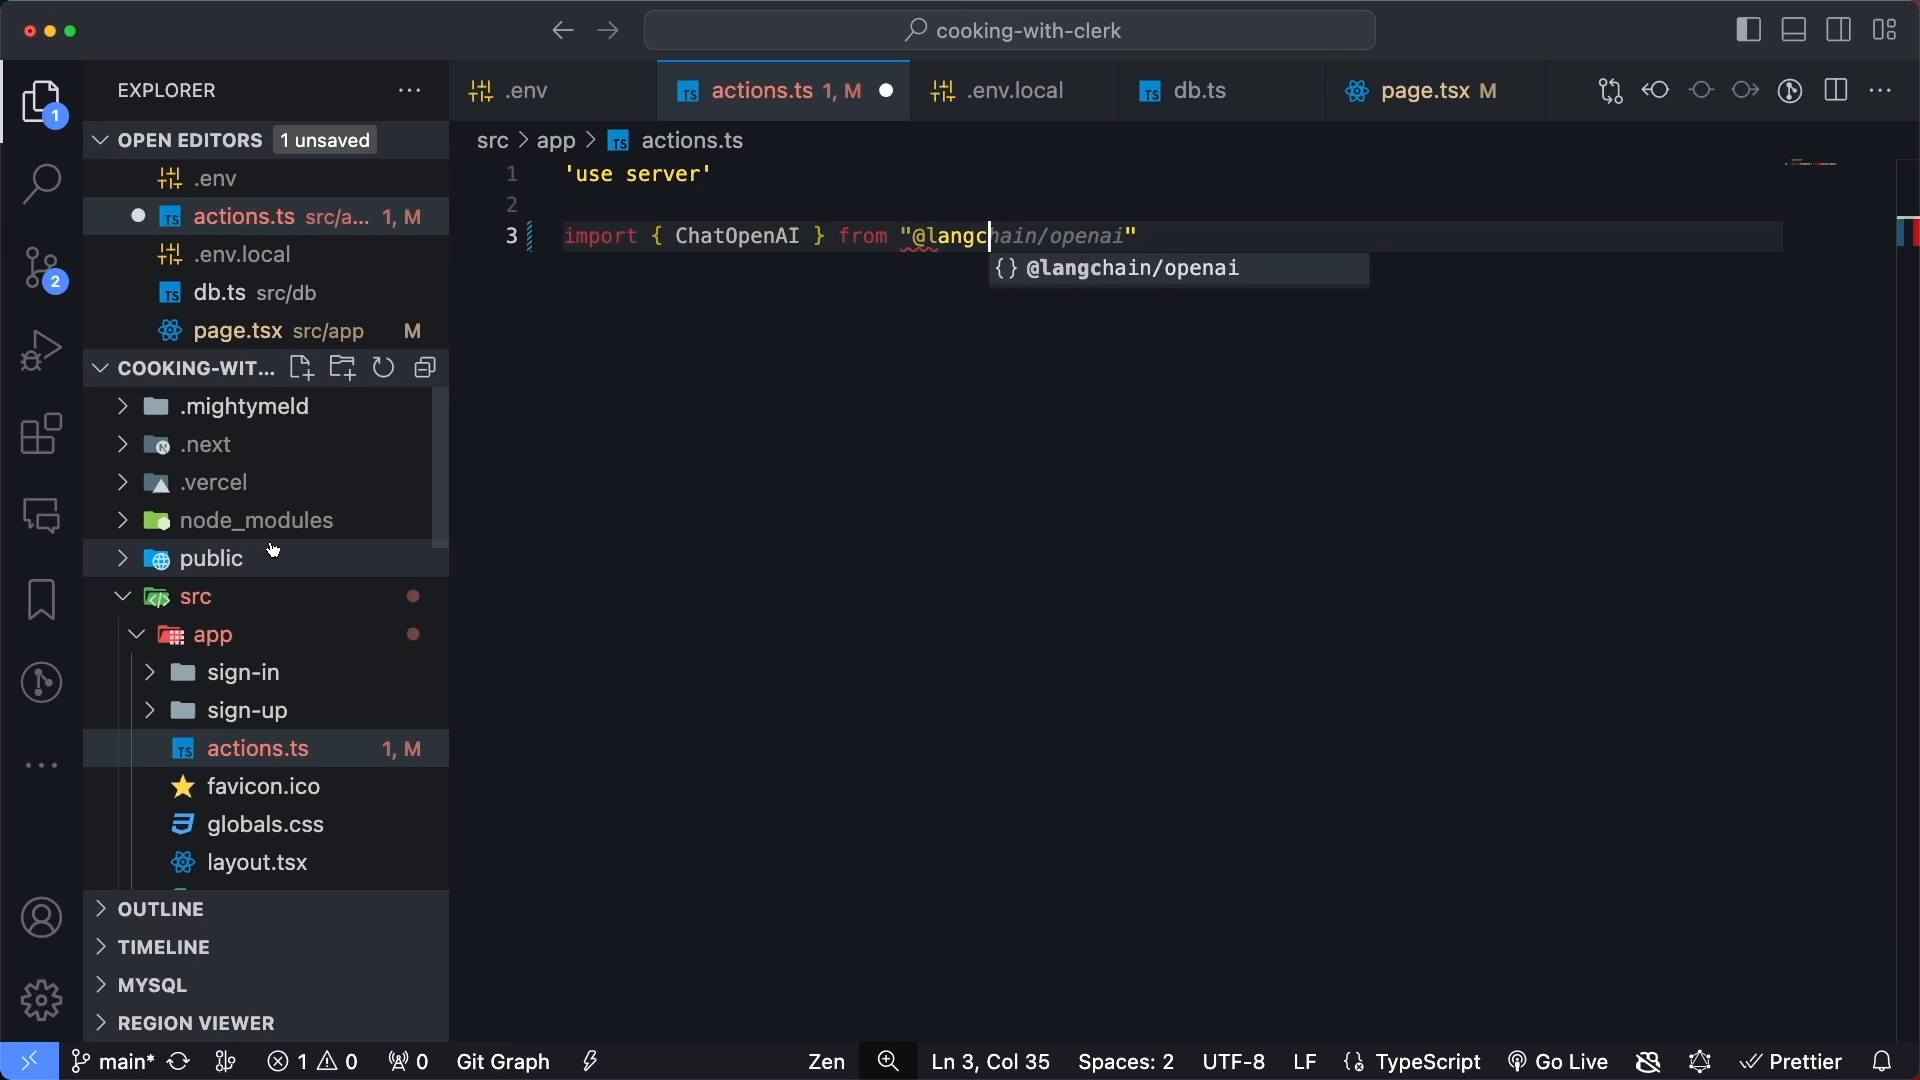 cooking-with-clerk
EXPLORER
.env
actions.ts 1, M
.env.local
db.ts
page.tsx M
OPEN EDITORS 1 unsaved
.env
actions.ts src/a... 1, M
.env.local
db.ts src/db
page.tsx src/app M
COOKING-WIT...
.mightymeld
.next
.vercel
node_modules
public
src
app
sign-in
sign-up
actions.ts 1, M
favicon.ico
globals.css
layout.tsx
OUTLINE
TIMELINE
MYSQL
REGION VIEWER
src > app > TS actions.ts
1 'use server'
2
3 import { ChatOpenAI } from "@langchain/openai"
{} @langchain/openai
1
2
main* 1 0 0 Git Graph Zen Ln 3, Col 35 Spaces: 2 UTF-8 LF {} TypeScript Go Live Prettier